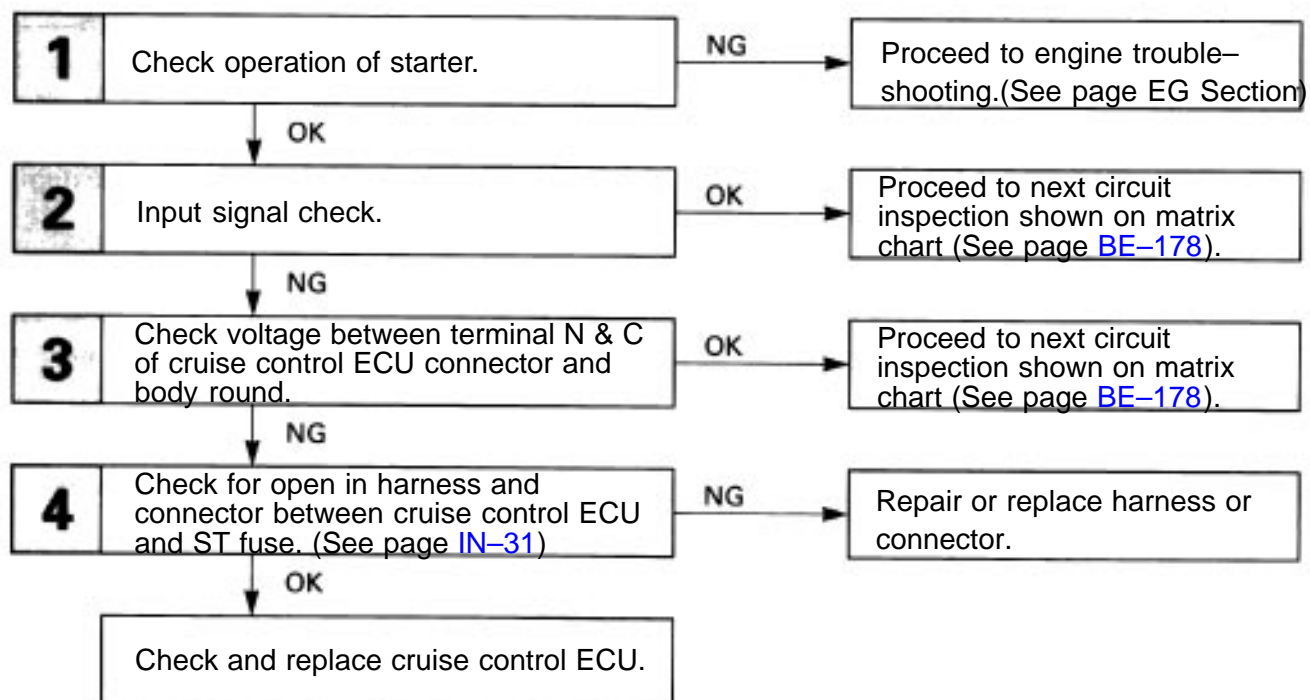 1
Check operation of starter.
NG
Proceed to engine trouble–
shooting.(See page EG Section)
OK
2
Input signal check.
OK
Proceed to next circuit
inspection shown on matrix
chart (See page BE–178).
NG
3
Check voltage between terminal N & C
of cruise control ECU connector and
body round.
OK
Proceed to next circuit
inspection shown on matrix
chart (See page BE–178).
NG
4
Check for open in harness and
connector between cruise control ECU
and ST fuse. (See page IN–31)
NG
Repair or replace harness or
connector.
OK
Check and replace cruise control ECU.